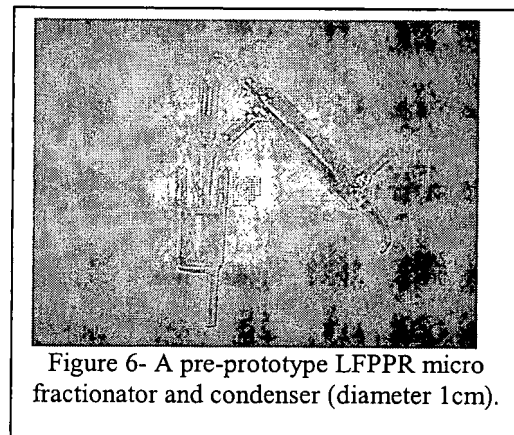 Figure 6- A pre-prototype LFPPR micro
fractionator and condenser (diameter 1cm).